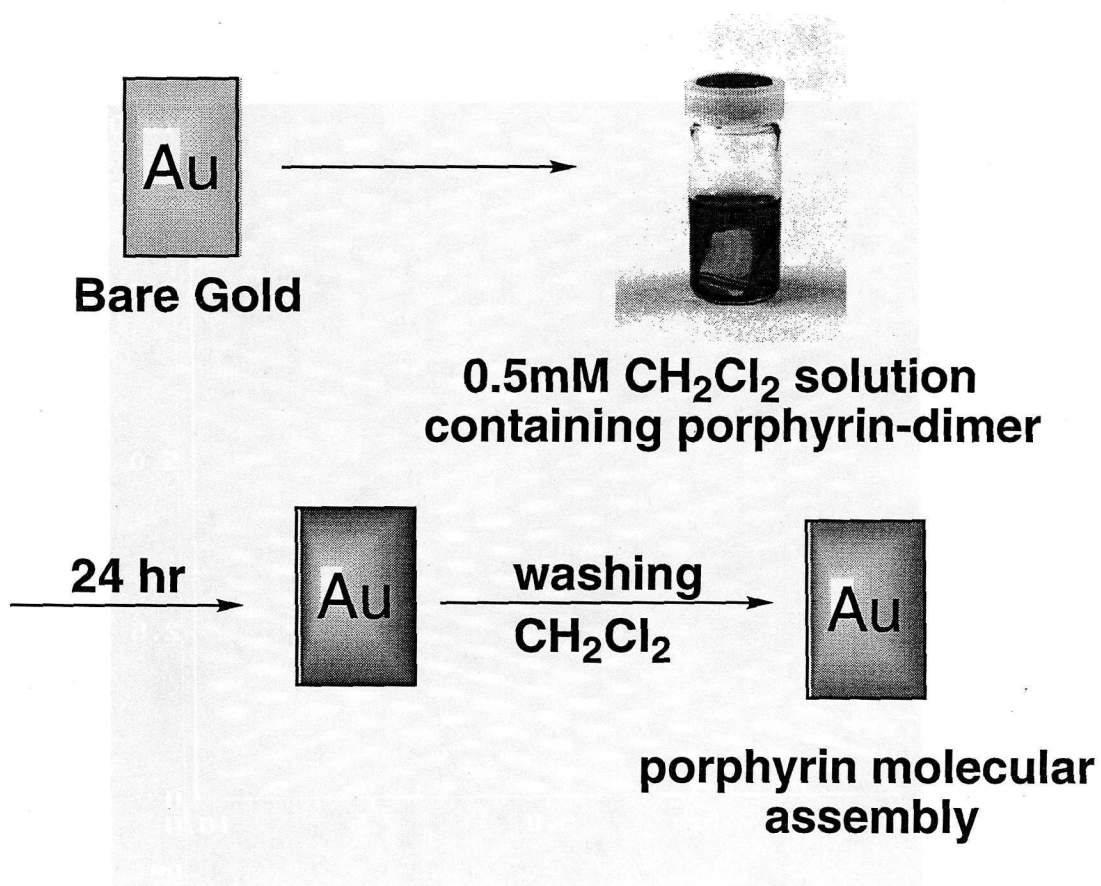 Au
Bare Gold
0.5mM CH₂Cl₂ solution
containing porphyrin-dimer
24 hr
Au
washing
CH₂Cl₂
Au
porphyrin molecular
assembly